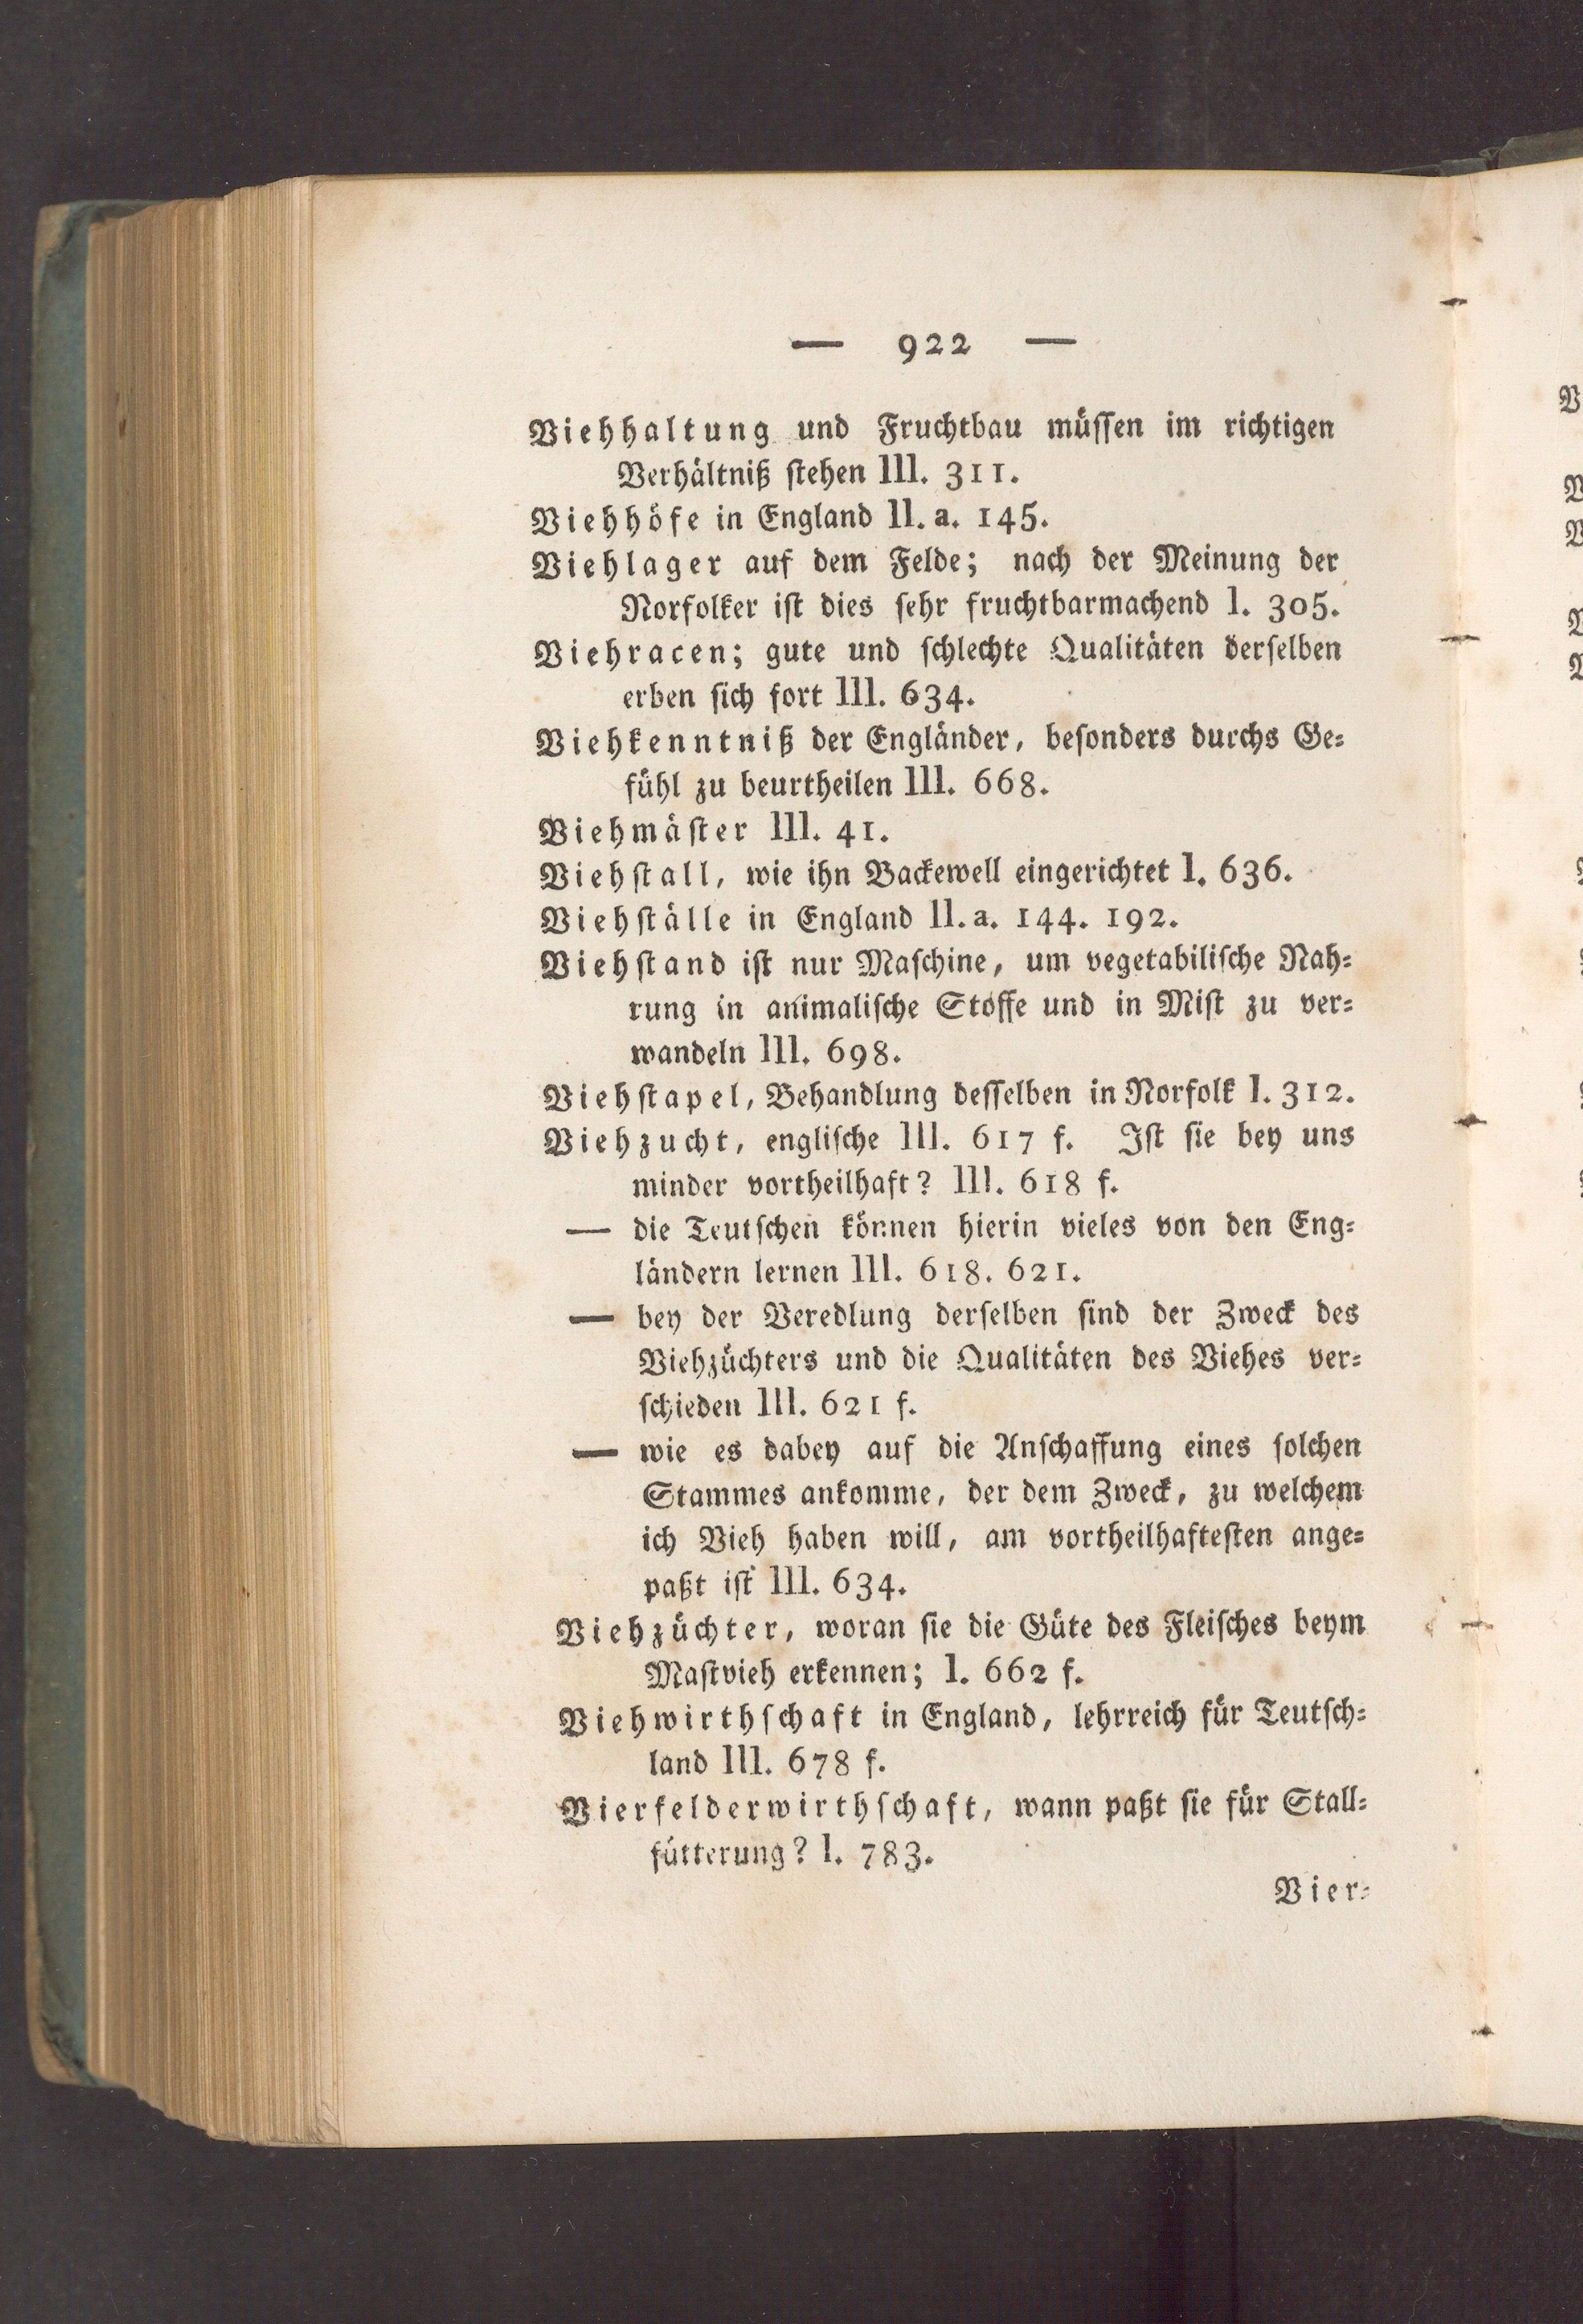 — 922 —
Viehhaltung und Fruchtbau müſſen im richtigen
Verhältniß ſtehen III. 311.
Viehhöfe in England II. a. 145.
Viehlager auf dem Felde; nach der Meinung der
Norfolker iſt dies ſehr fruchtbarmachend I. 305.
Viehracen; gute und ſchlechte Qualitäten derſelben
erben ſich fort III. 634.
Viehkenntniß der Engländer, beſonders durchs Ge⸗
fühl zu beurtheilen III. 668.
Viehmäſter III. 41.
Viehſtall, wie ihn Backewell eingerichtet I. 636.
Viehſtälle in England II. a. 144. 192.
Viehſtand iſt nur Maſchine, um vegetabiliſche Nah⸗
rung in animaliſche Stoffe und in Miſt zu ver⸗
wandeln III. 698.
Viehſtapel, Behandlung deſſelben in Norfolk I. 312.
Viehzucht, engliſche III. 617 f. Iſt ſie bey uns
minder vortheilhaft? III. 618 f.
— die Teutſchen können hierin vieles von den Eng⸗
ländern lernen III. 618. 621.
— bey der Veredlung derſelben ſind der Zweck des
Viehzüchters und die Qualitäten des Viehes ver⸗
ſchieden III. 621 f.
— wie es dabey auf die Anſchaffung eines ſolchen
Stammes ankomme, der dem Zweck, zu welchem
ich Vieh haben will, am vortheilhafteſten ange⸗
paßt iſt III. 634.
Viehzüchter, woran ſie die Güte des Fleiſches beym
Maſtvieh erkennen; I. 662 f.
Viehwirthſchaft in England, lehrreich für Teutſch⸗
land III. 678 f.
Vierfelderwirthſchaft, wann paßt ſie für Stall⸗
fütterung? I. 783.
Vier⸗